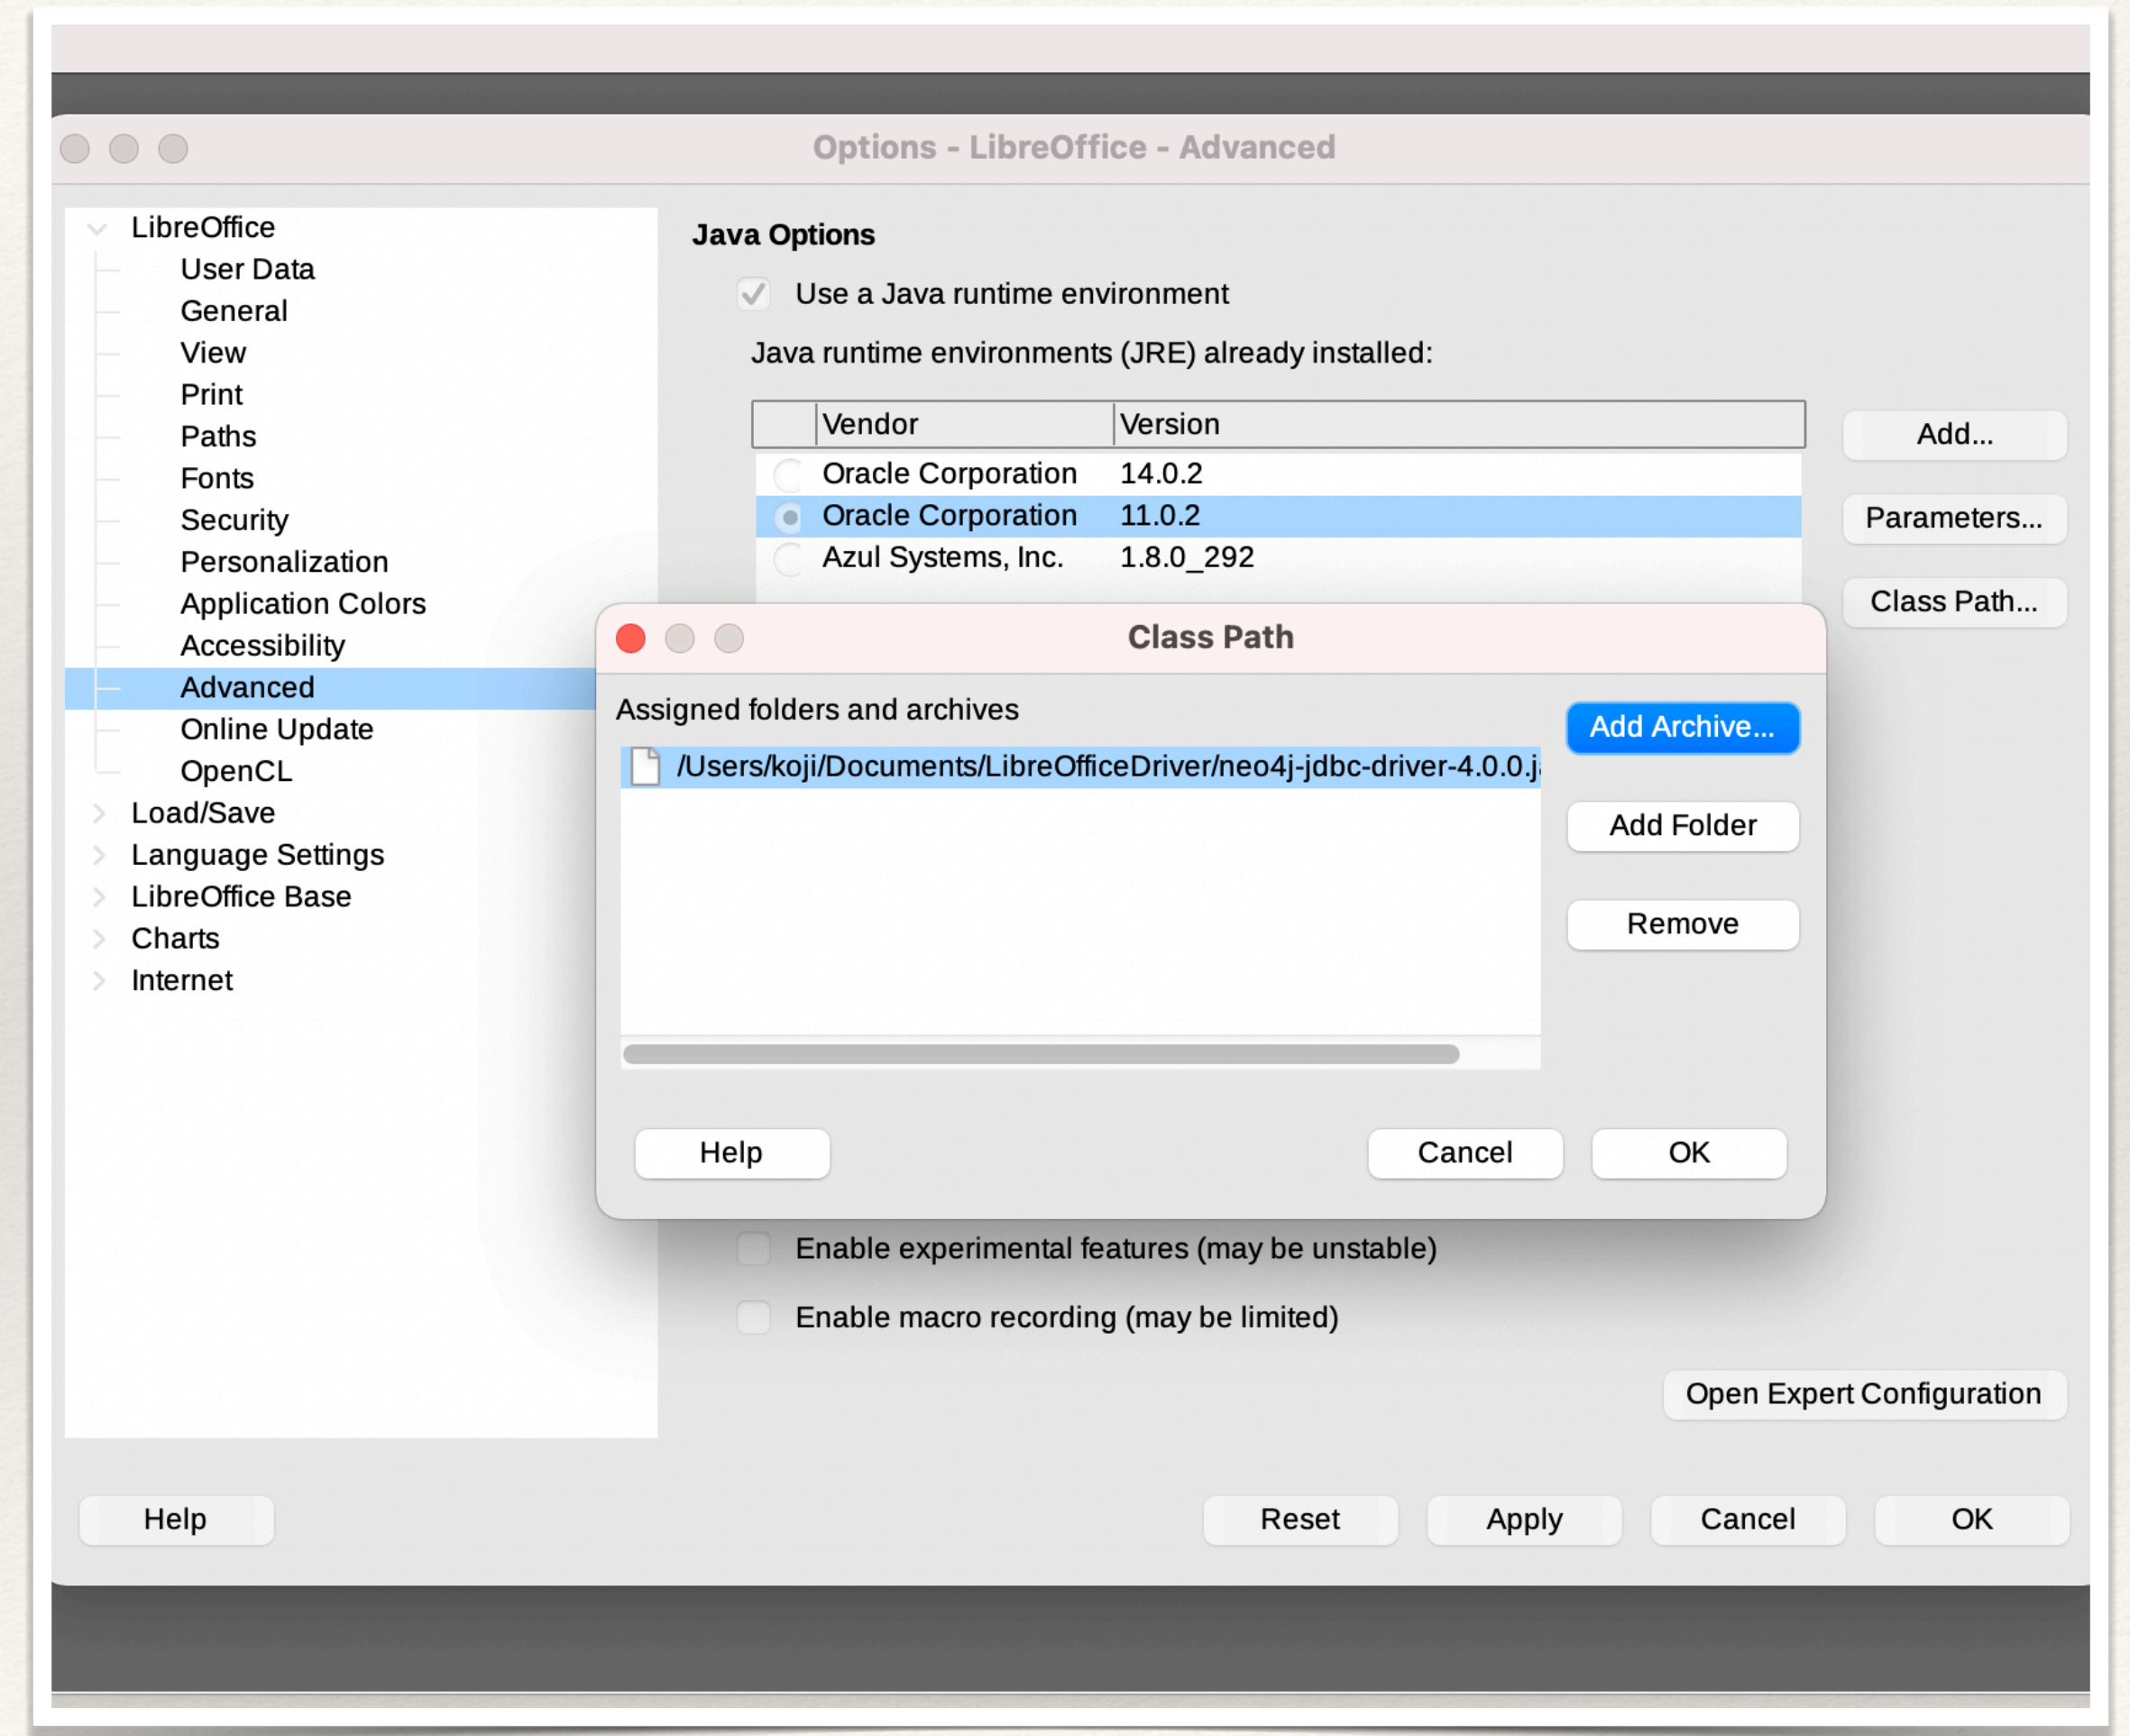 Options - LibreOffice - Advanced
LibreOffice
User Data
General
View
Print
Paths
Fonts
Security
Personalization
Application Colors
Accessibility
Advanced
Online Update
OpenCL
Load/Save
Language Settings
LibreOffice Base
Charts
Internet
Java Options
Use a Java runtime environment
Java runtime environments (JRE) already installed:
Vendor Version
Oracle Corporation 14.0.2
Oracle Corporation 11.0.2
Azul Systems, Inc. 1.8.0_292
Add...
Parameters...
Class Path...
Class Path
Assigned folders and archives
/Users/koji/Documents/LibreOfficeDriver/neo4j-jdbc-driver-4.0.0.j
Add Archive...
Add Folder
Remove
Help Cancel OK
Enable experimental features (may be unstable)
Enable macro recording (may be limited)
Open Expert Configuration
Help Reset Apply Cancel OK